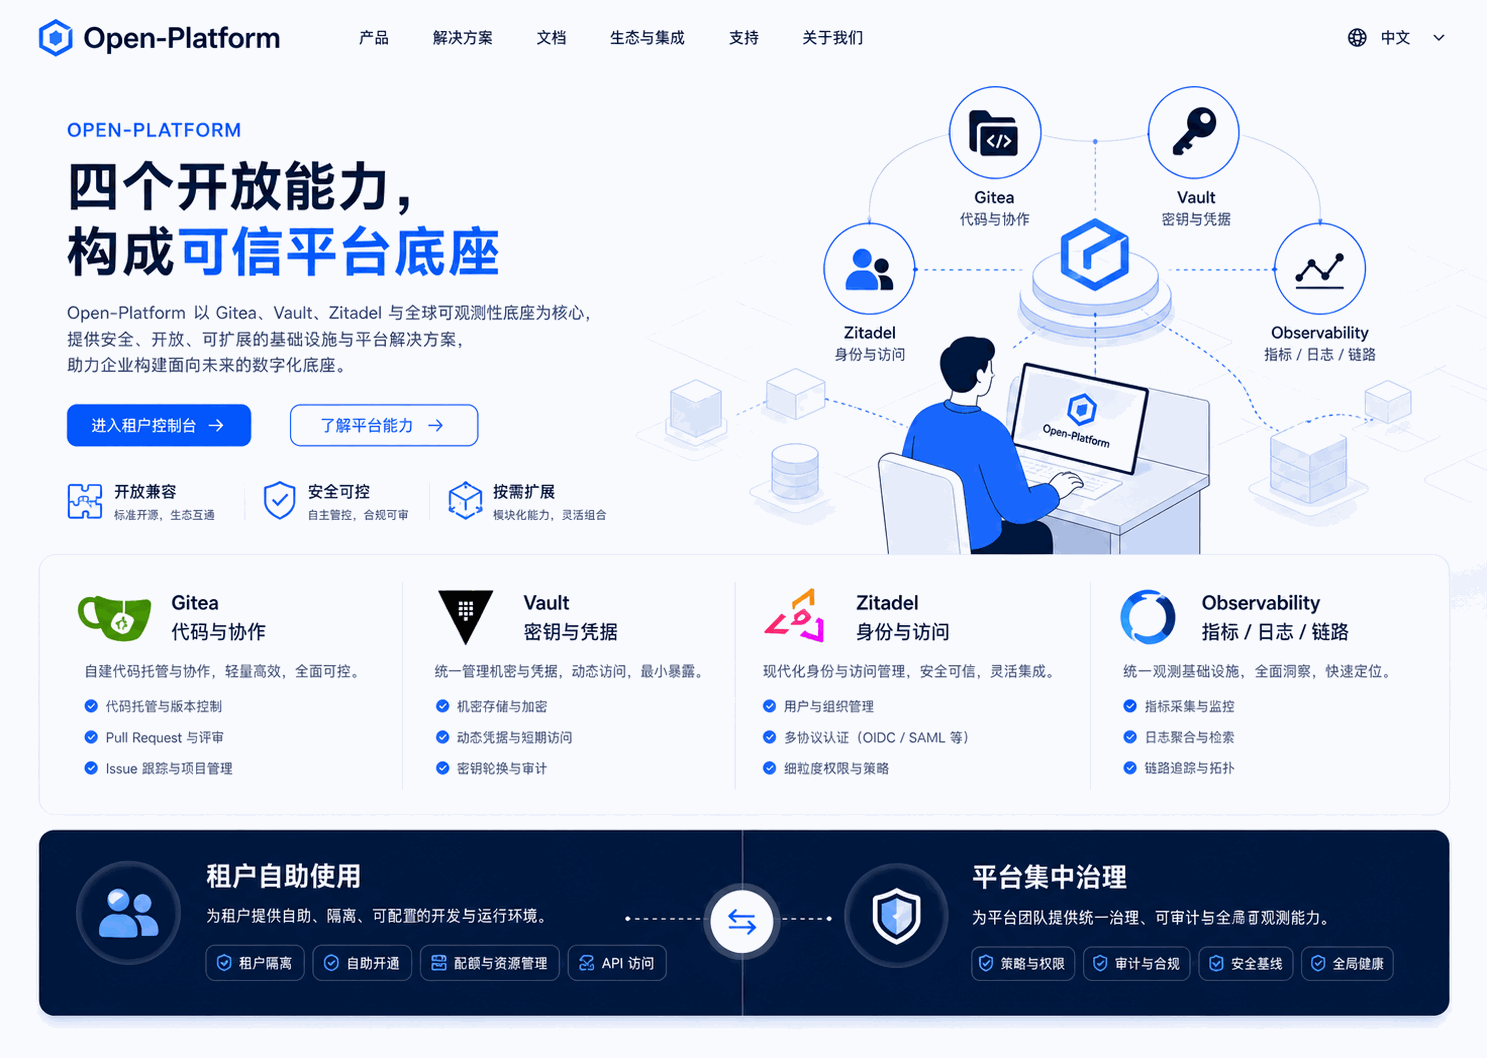 Open-Platform
产品
解决方案
文档
生态与集成
支持
关于我们
中文
OPEN-PLATFORM
四个开放能力，
构成可信平台底座
Open-Platform 以 Gitea、Vault、Zitadel 与全球可观测性底座为核心，
提供安全、开放、可扩展的基础设施与平台解决方案，
助力企业构建面向未来的数字化底座。
进入租户控制台
了解平台能力
开放兼容
标准开源，生态互通
安全可控
自主管控，合规可审
按需扩展
模块化能力，灵活组合
Gitea
代码与协作
Vault
密钥与凭据
Zitadel
身份与访问
Observability
指标 / 日志 / 链路
Open-Platform
Gitea
代码与协作
自建代码托管与协作，轻量高效，全面可控。
代码托管与版本控制
Pull Request 与评审
Issue 跟踪与项目管理
Vault
密钥与凭据
统一管理机密与凭据，动态访问，最小暴露。
机密存储与加密
动态凭据与短期访问
密钥轮换与审计
Zitadel
身份与访问
现代化身份与访问管理，安全可信，灵活集成。
用户与组织管理
多协议认证（OIDC / SAML 等）
细粒度权限与策略
Observability
指标 / 日志 / 链路
统一观测基础设施，全面洞察，快速定位。
指标采集与监控
日志聚合与检索
链路追踪与拓扑
租户自助使用
为租户提供自助、隔离、可配置的开发与运行环境。
租户隔离
自助开通
配额与资源管理
API 访问
平台集中治理
为平台团队提供统一治理、可审计与全局可观测能力。
策略与权限
审计与合规
安全基线
全局健康